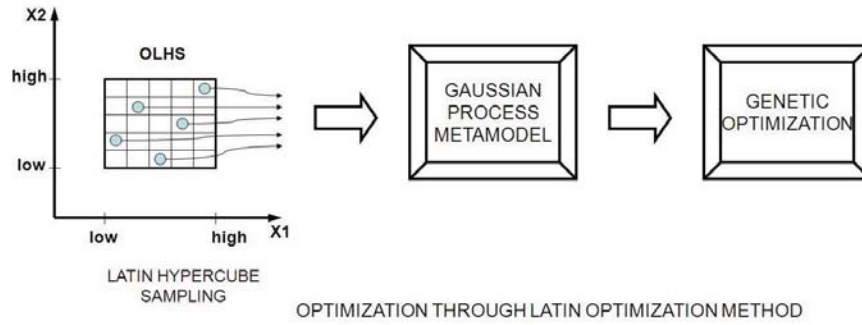 X2
OLHS
high
low
low
high
X1
LATIN HYPERCUBE
SAMPLING
GAUSSIAN
PROCESS
METAMODEL
GENETIC
OPTIMIZATION
OPTIMIZATION THROUGH LATIN OPTIMIZATION METHOD